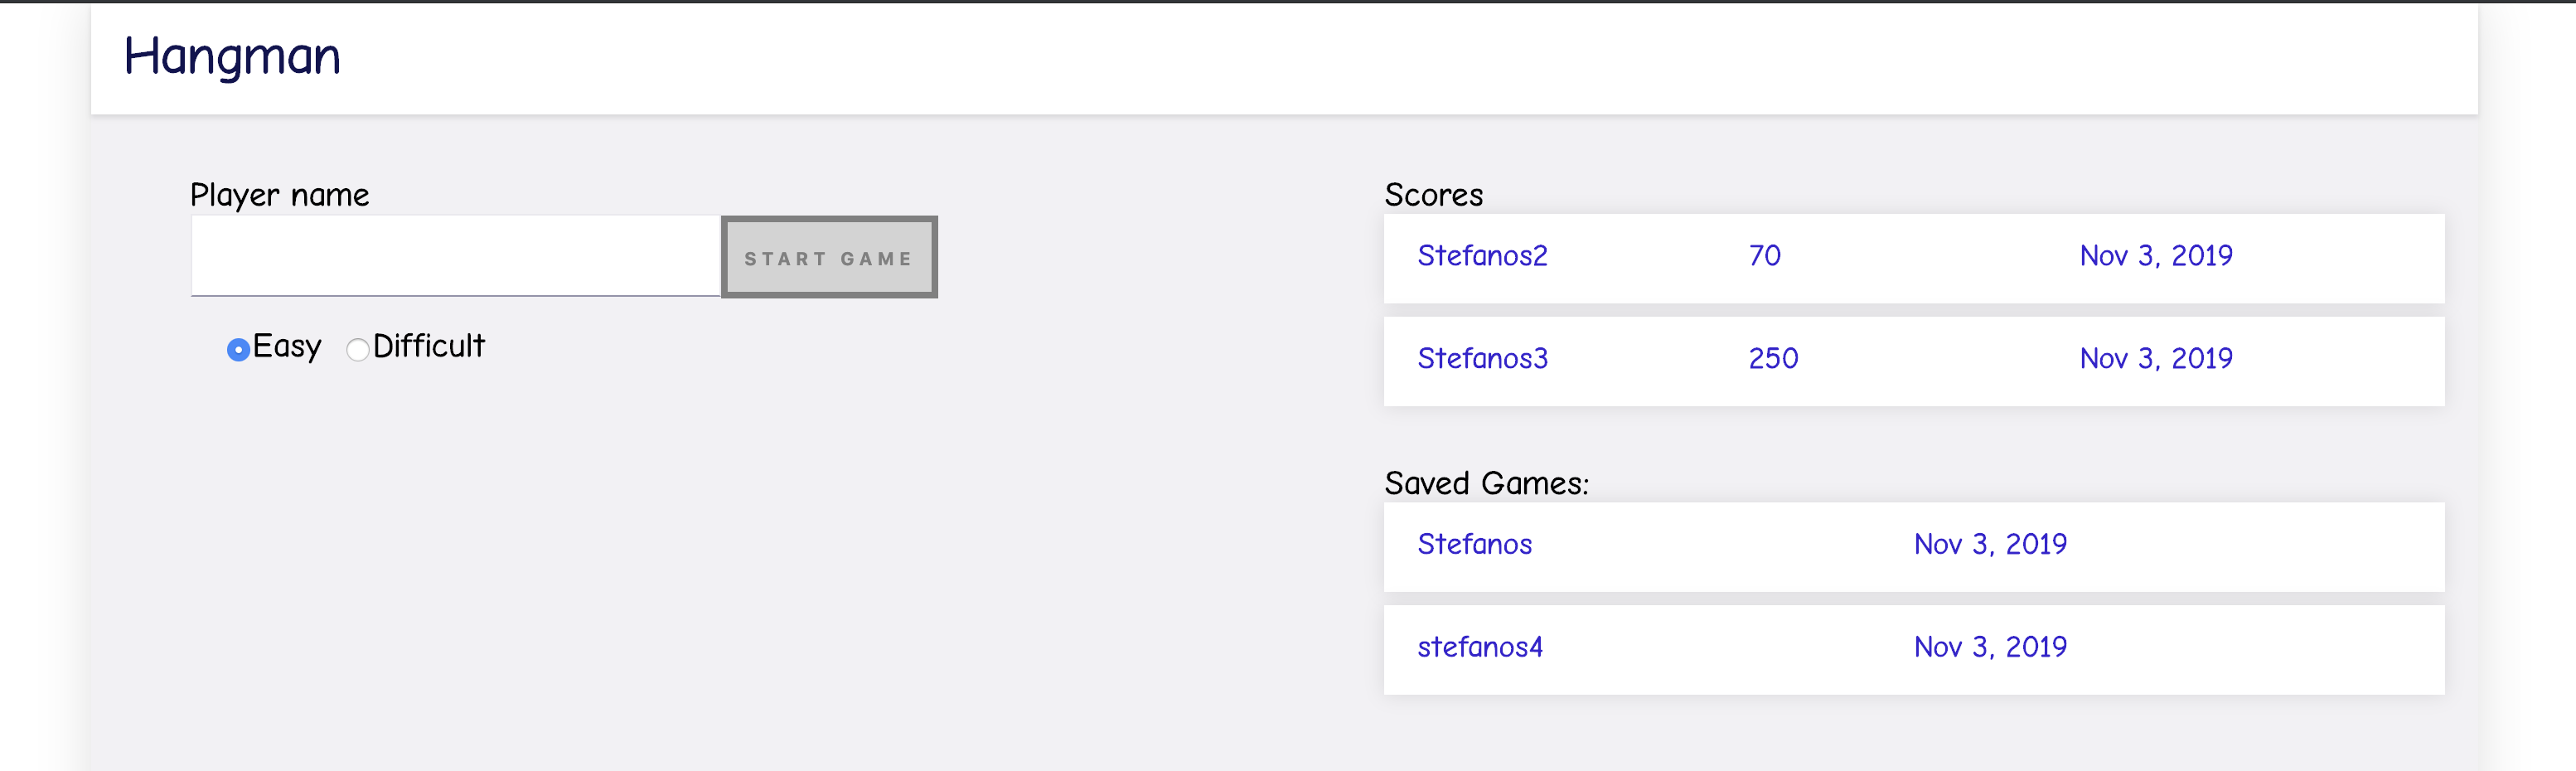 Hangman
Player name
START GAME
Easy Difficult
Scores
Stefanos2 70 Nov 3, 2019
Stefanos3 250 Nov 3, 2019
Saved Games:
Stefanos Nov 3, 2019
stefanos4 Nov 3, 2019